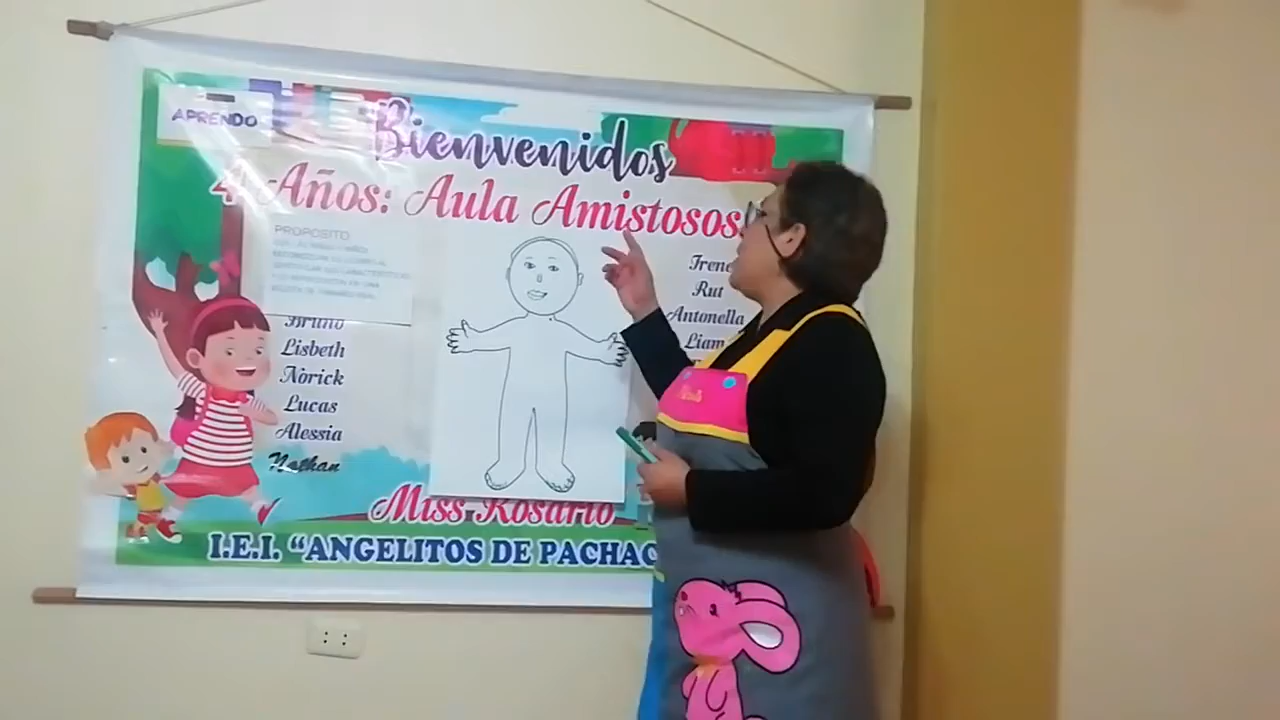 APRENDO
Bienvenidos
4 Años: Aula Amistosos
PROPÓSITO
Bruno
Lisbeth
Norick
Lucas
Alessia
Nathan
Irene
Rut
Antonella
Liam
Miss Rosario
I.E.I. “ANGELITOS DE PACHAC